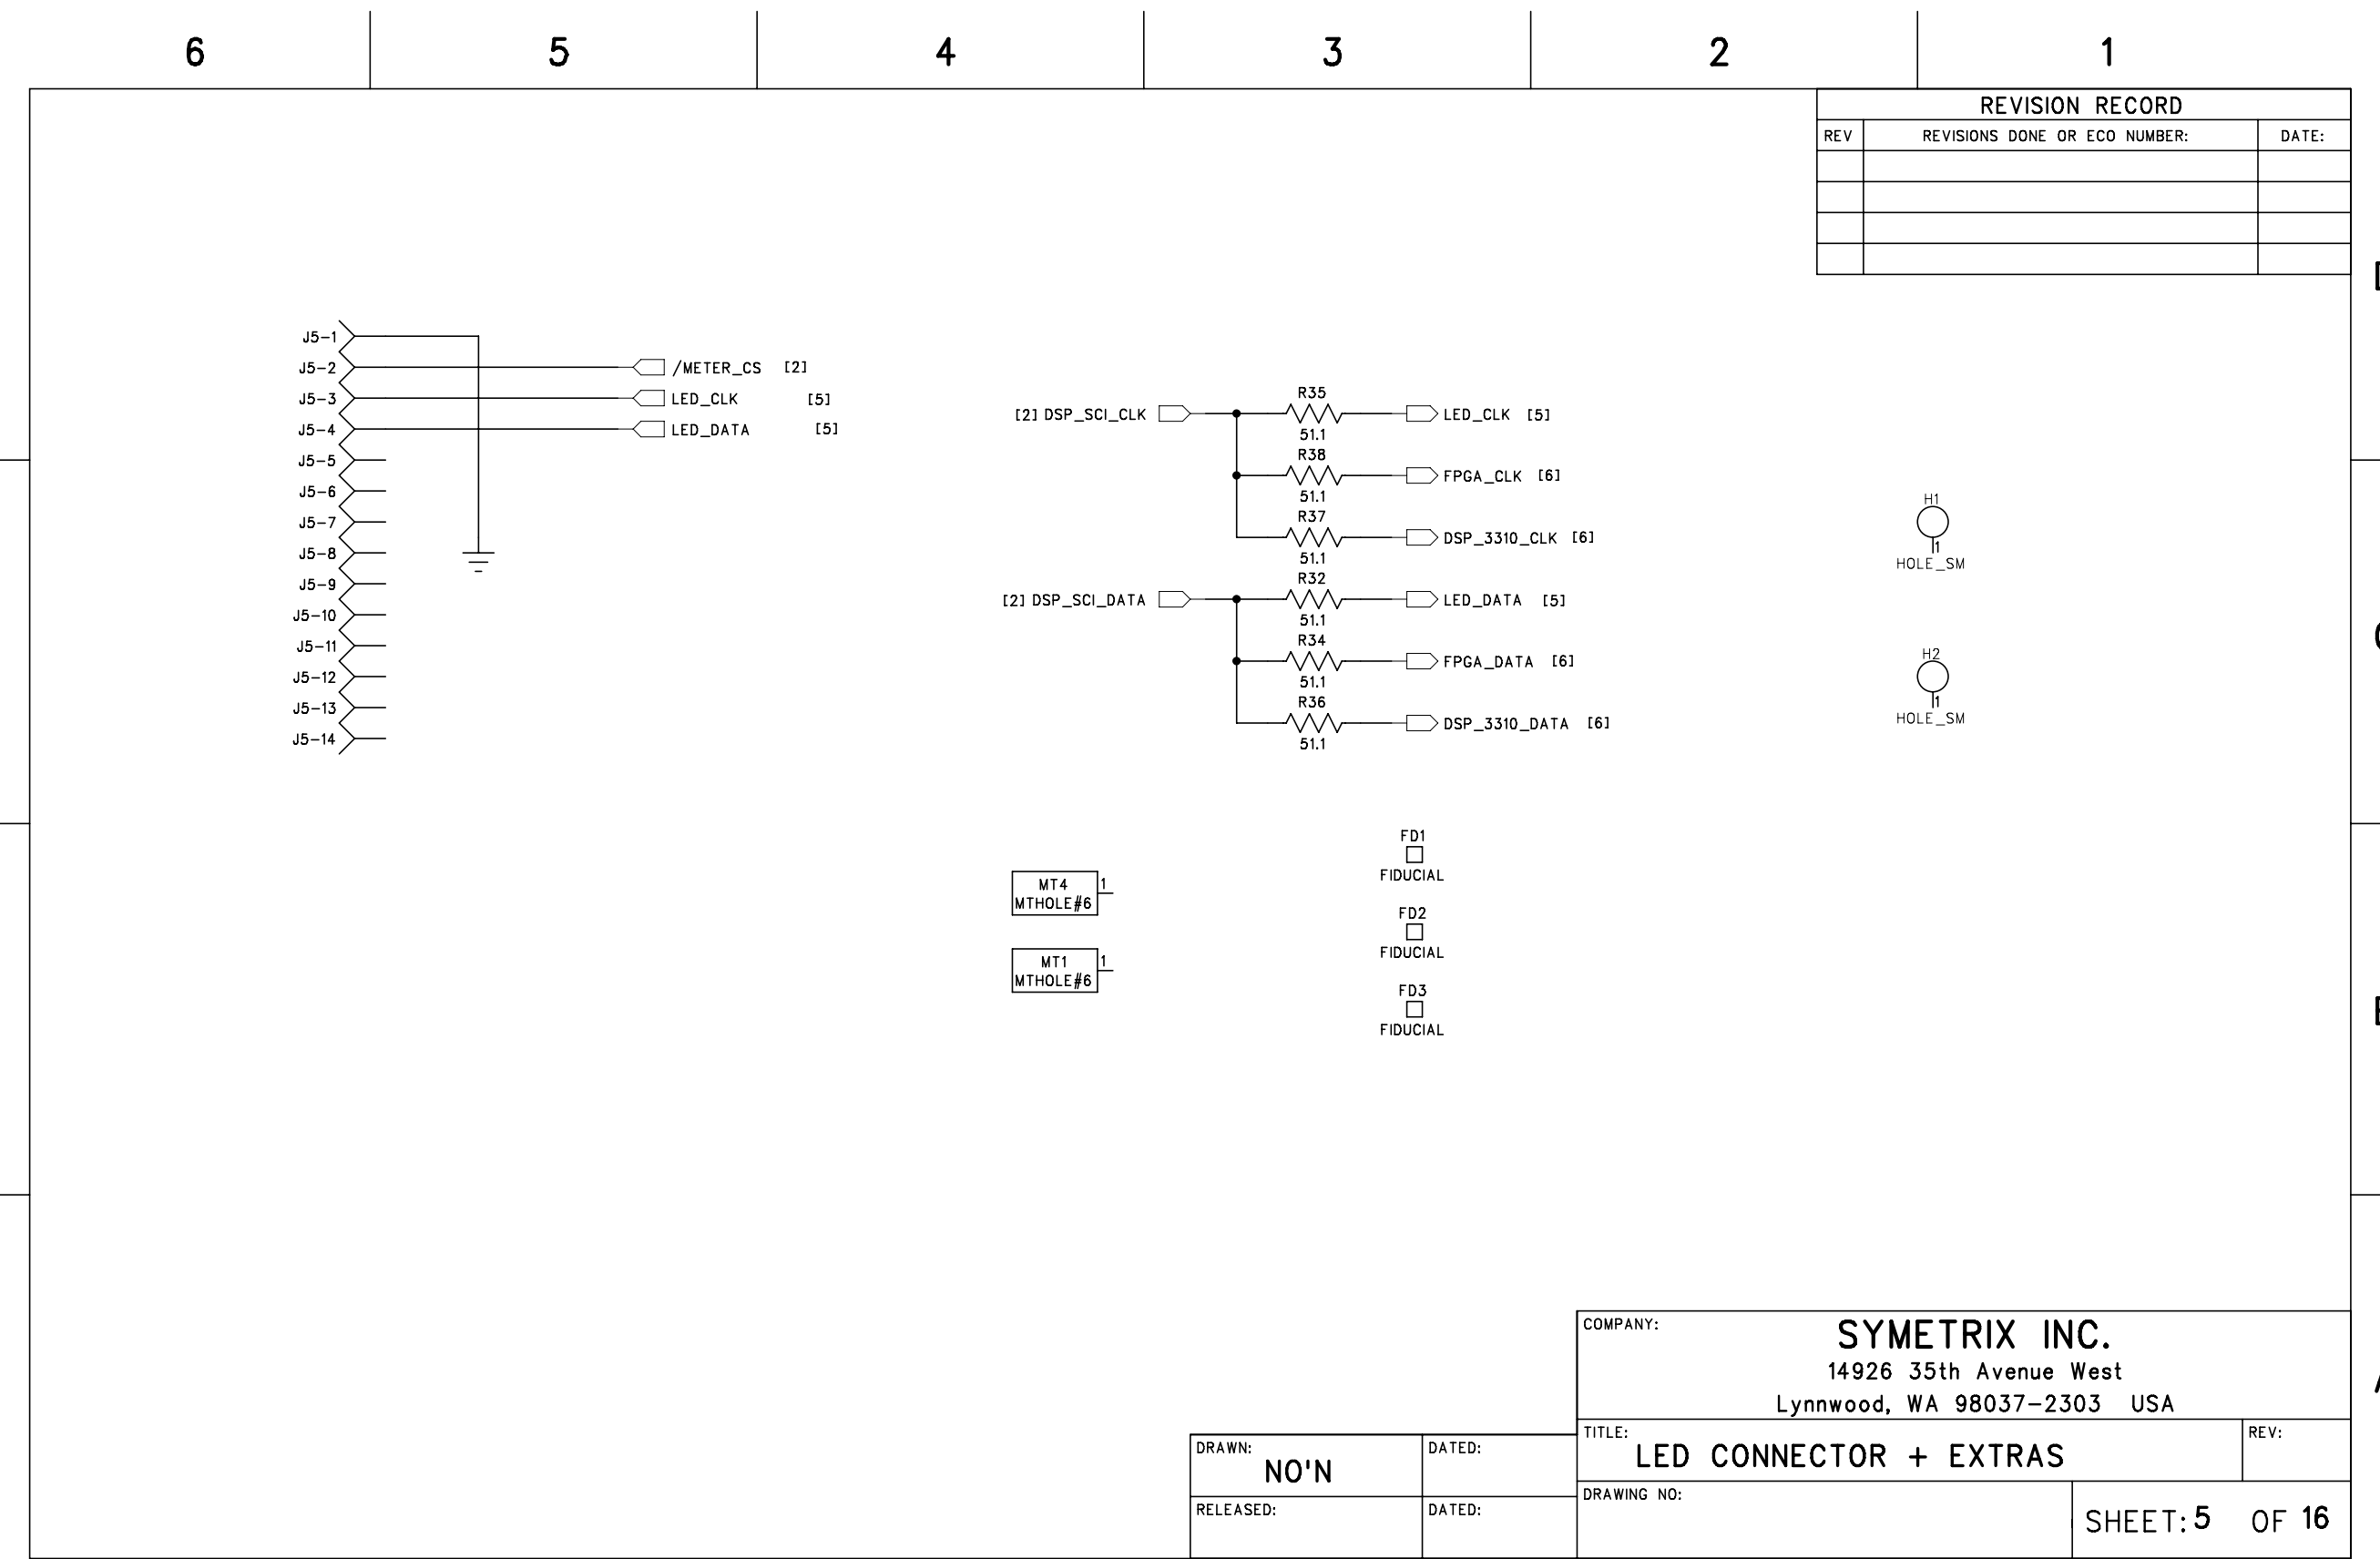 6 5 4 3 2 1
REVISION RECORD
REV REVISIONS DONE OR ECO NUMBER: DATE:
J5-1
J5-2 /METER_CS [2]
J5-3 LED_CLK [5]
J5-4 LED_DATA [5]
J5-5
J5-6
J5-7
J5-8
J5-9
J5-10
J5-11
J5-12
J5-13
J5-14
R35
[2] DSP_SCI_CLK LED_CLK [5]
51.1
R38
FPGA_CLK [6]
51.1
R37
DSP_3310_CLK [6]
51.1
R32
[2] DSP_SCI_DATA LED_DATA [5]
51.1
R34
FPGA_DATA [6]
51.1
R36
DSP_3310_DATA [6]
51.1
H1
1
HOLE_SM
H2
1
HOLE_SM
MT4 1
MTHOLE#6
MT1 1
MTHOLE#6
FD1
FIDUCIAL
FD2
FIDUCIAL
FD3
FIDUCIAL
COMPANY:
SYMETRIX INC.
14926 35th Avenue West
Lynnwood, WA 98037-2303 USA
TITLE: REV:
LED CONNECTOR + EXTRAS
DRAWN: DATED:
NO'N
RELEASED: DATED:
DRAWING NO:
SHEET: 5 OF 16